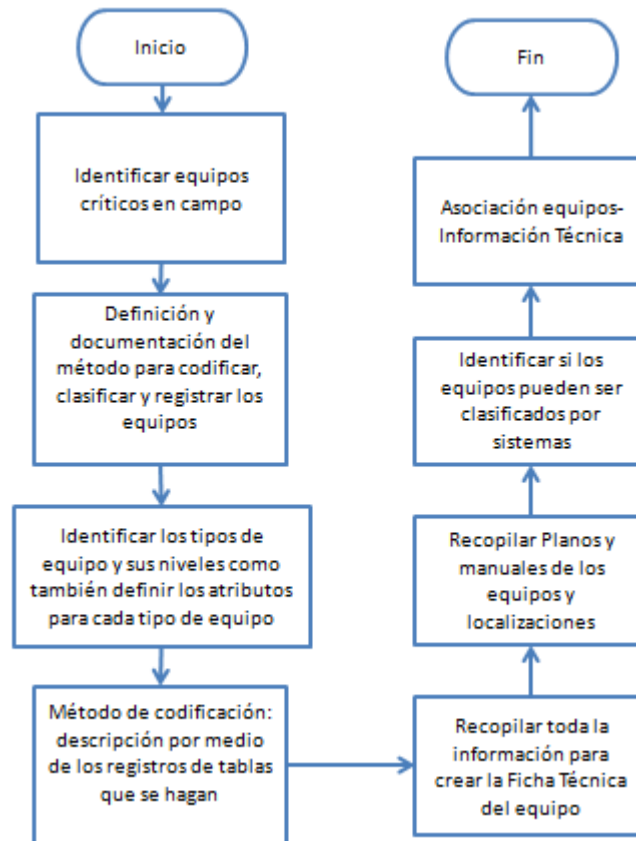 Inicio
Identificar equipos
críticos en campo
Definición y
documentación del
método para codificar,
clasificar y registrar los
equipos
Identificar los tipos de
equipo y sus niveles como
también definir los atributos
para cada tipo de equipo
Método de codificación:
descripción por medio
de los registros de tablas
que se hagan
Recopilar toda la
información para
crear la Ficha Técnica
del equipo
Recopilar Planos y
manuales de los
equipos y
localizaciones
Identificar si los
equipos pueden ser
clasificados por
sistemas
Asociación equipos-
Información Técnica
Fin